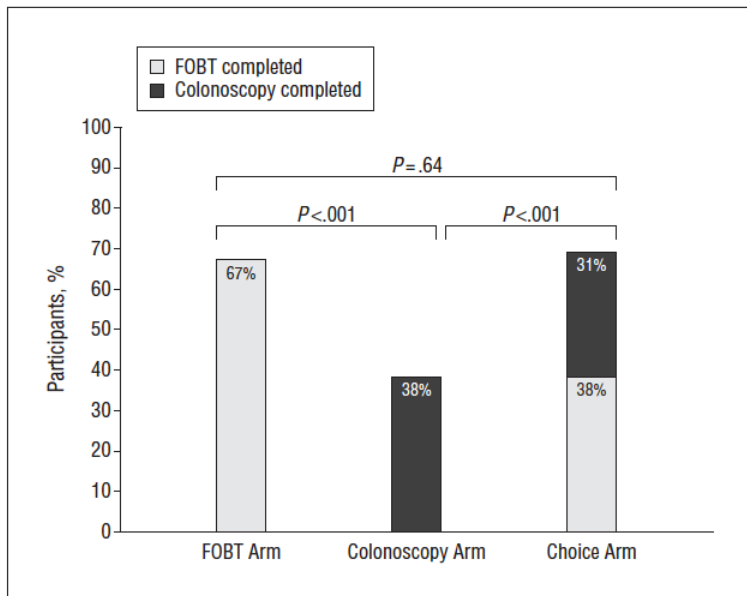 FOBT completed
Colonoscopy completed
100
90
80
70
60
50
40
30
20
10
0
Participants, %
P=.64
P<.001
P<.001
67%
38%
31%
38%
FOBT Arm
Colonoscopy Arm
Choice Arm